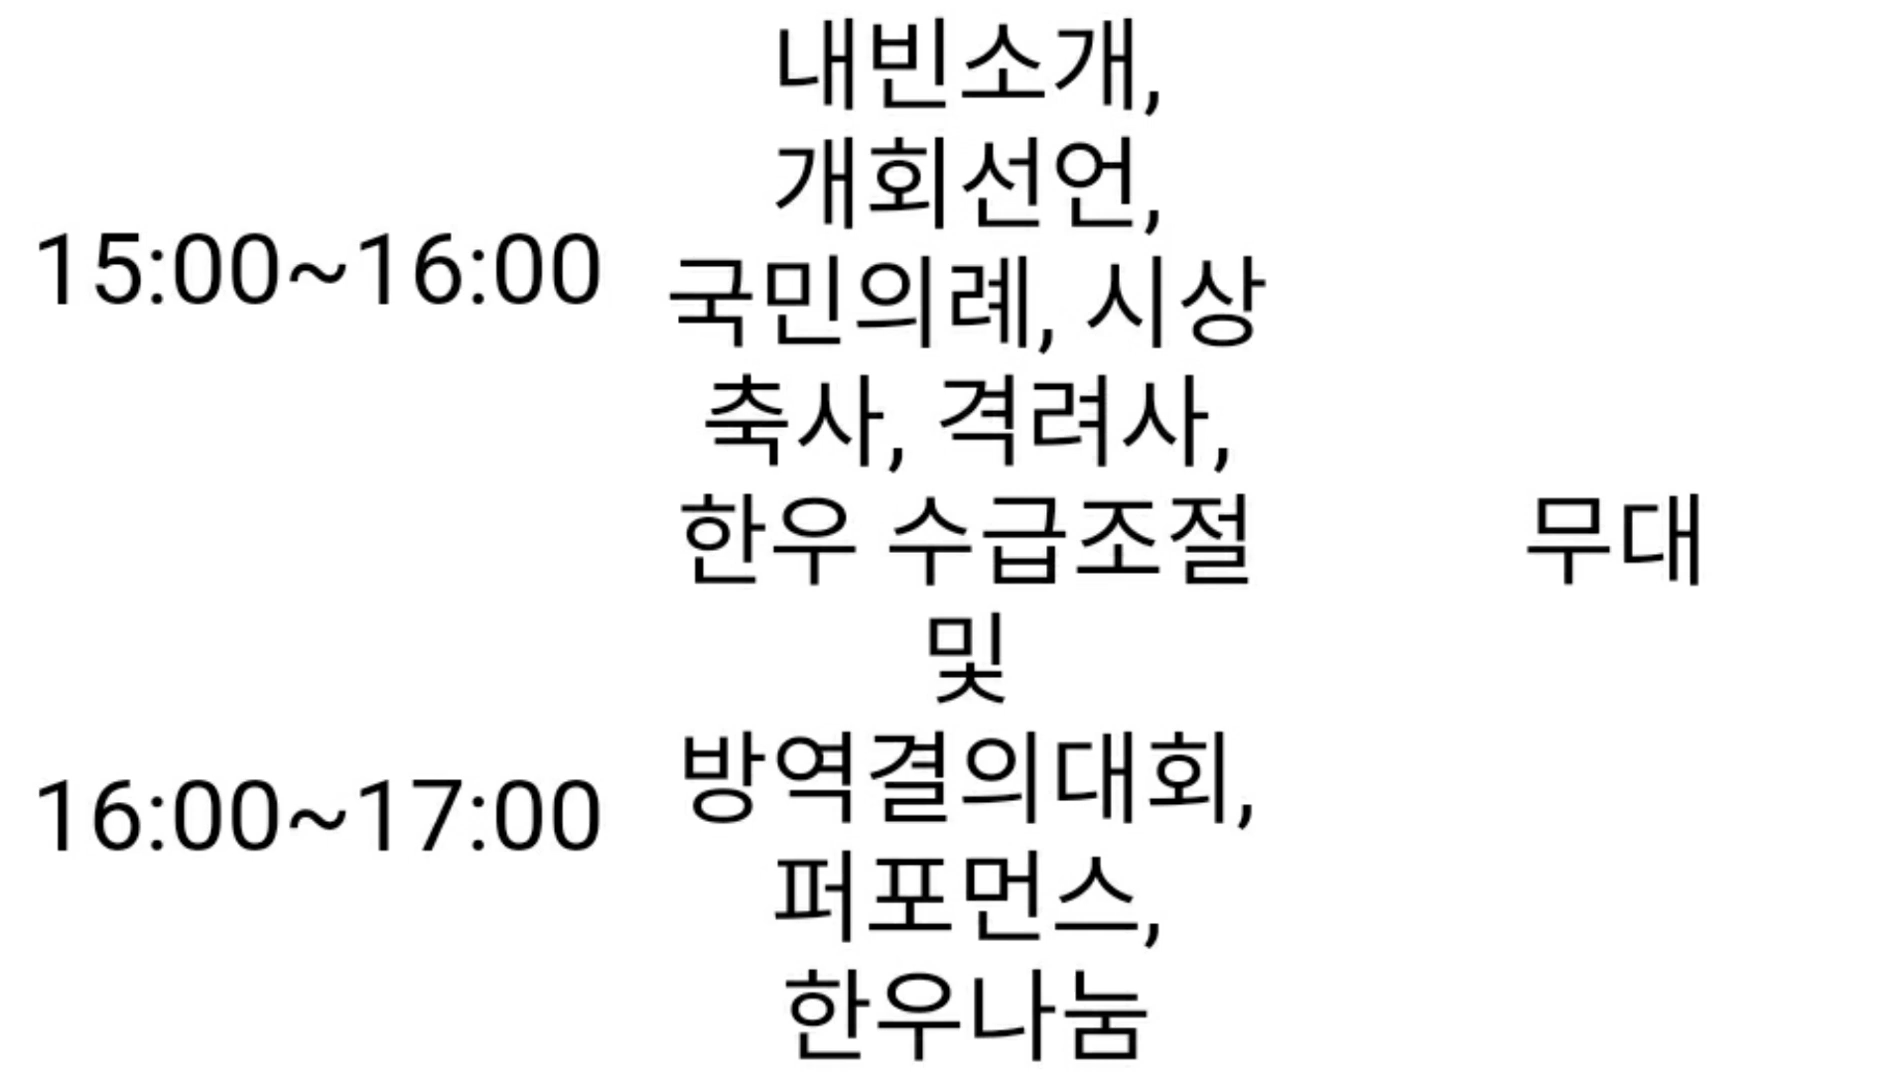 내빈소개,
개회선언,
15:00~16:00 국민의례, 시상
축사, 격려사,
한우 수급조절 무대
및
16:00~17:00 방역결의대회,
퍼포먼스,
한우나눔